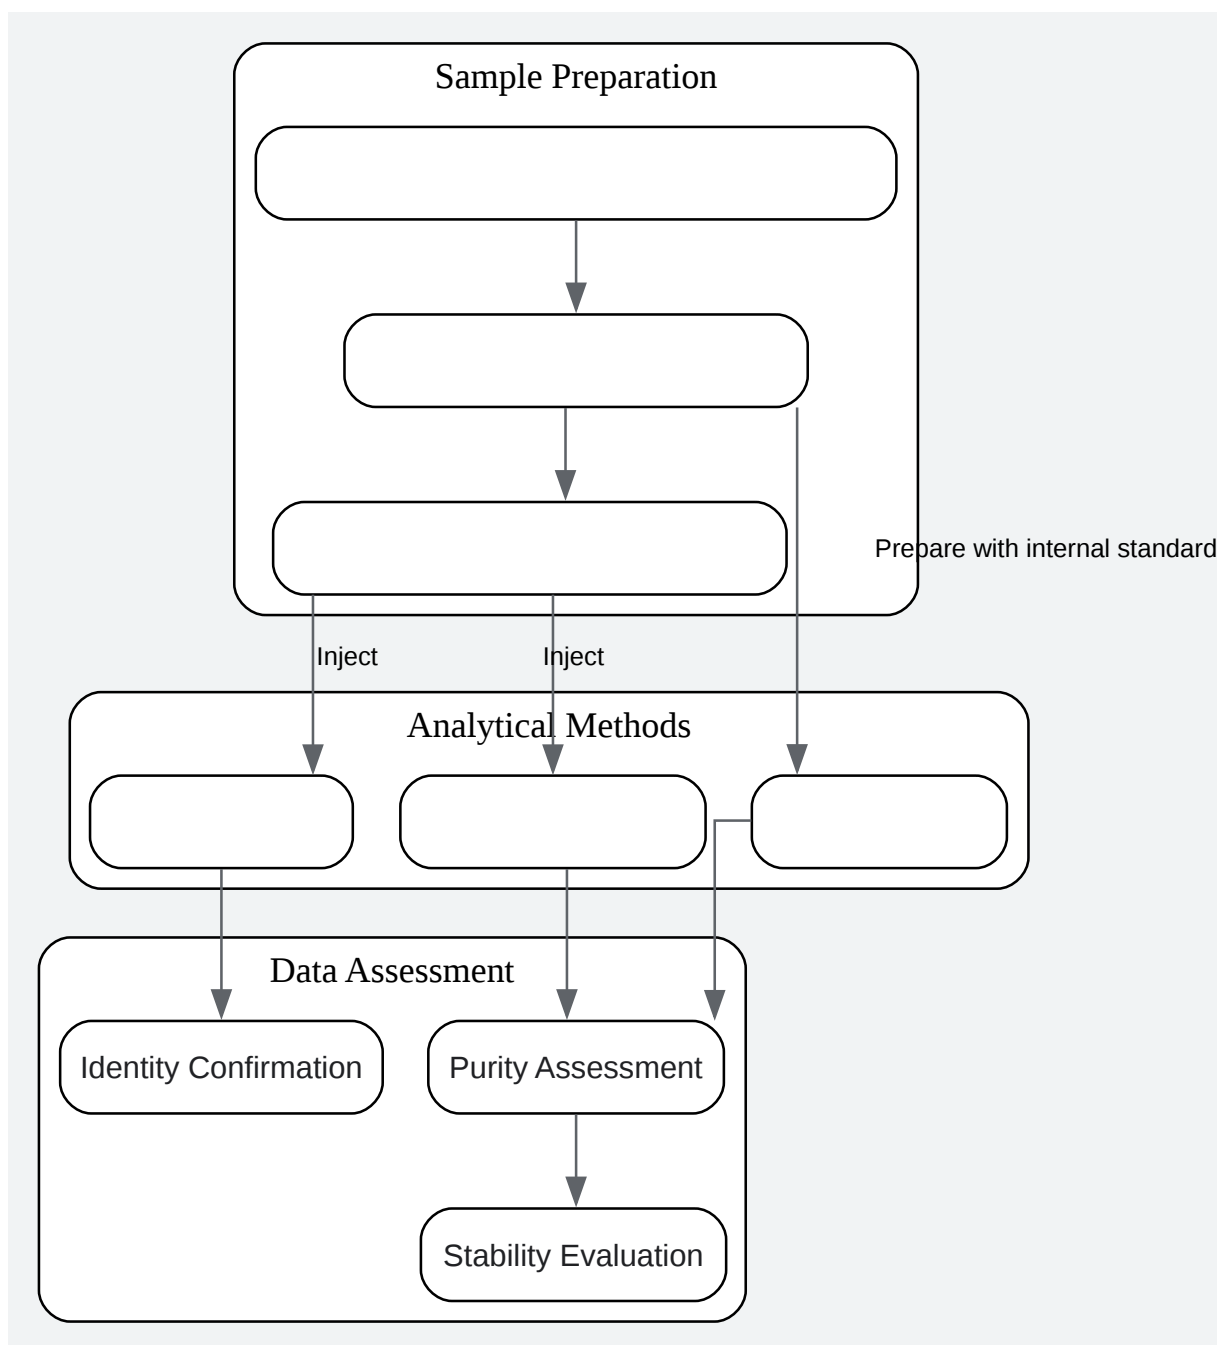 Sample Preparation
Prepare with internal standard
Inject
Inject
Analytical Methods
Data Assessment
Identity Confirmation
Purity Assessment
Stability Evaluation